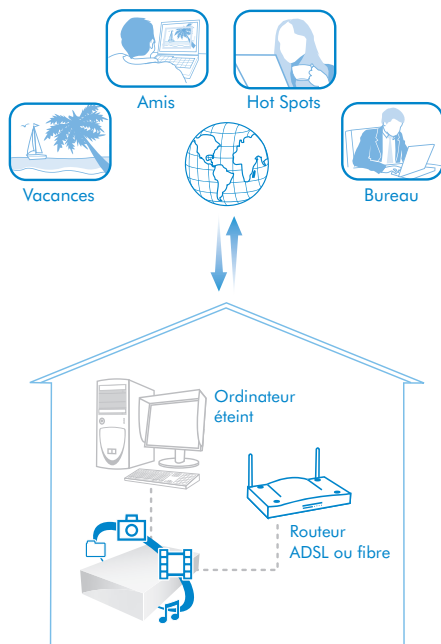 Amis
Hot Spots
Vacances
Bureau
Ordinateur
éteint
Routeur
ADSL ou fibre